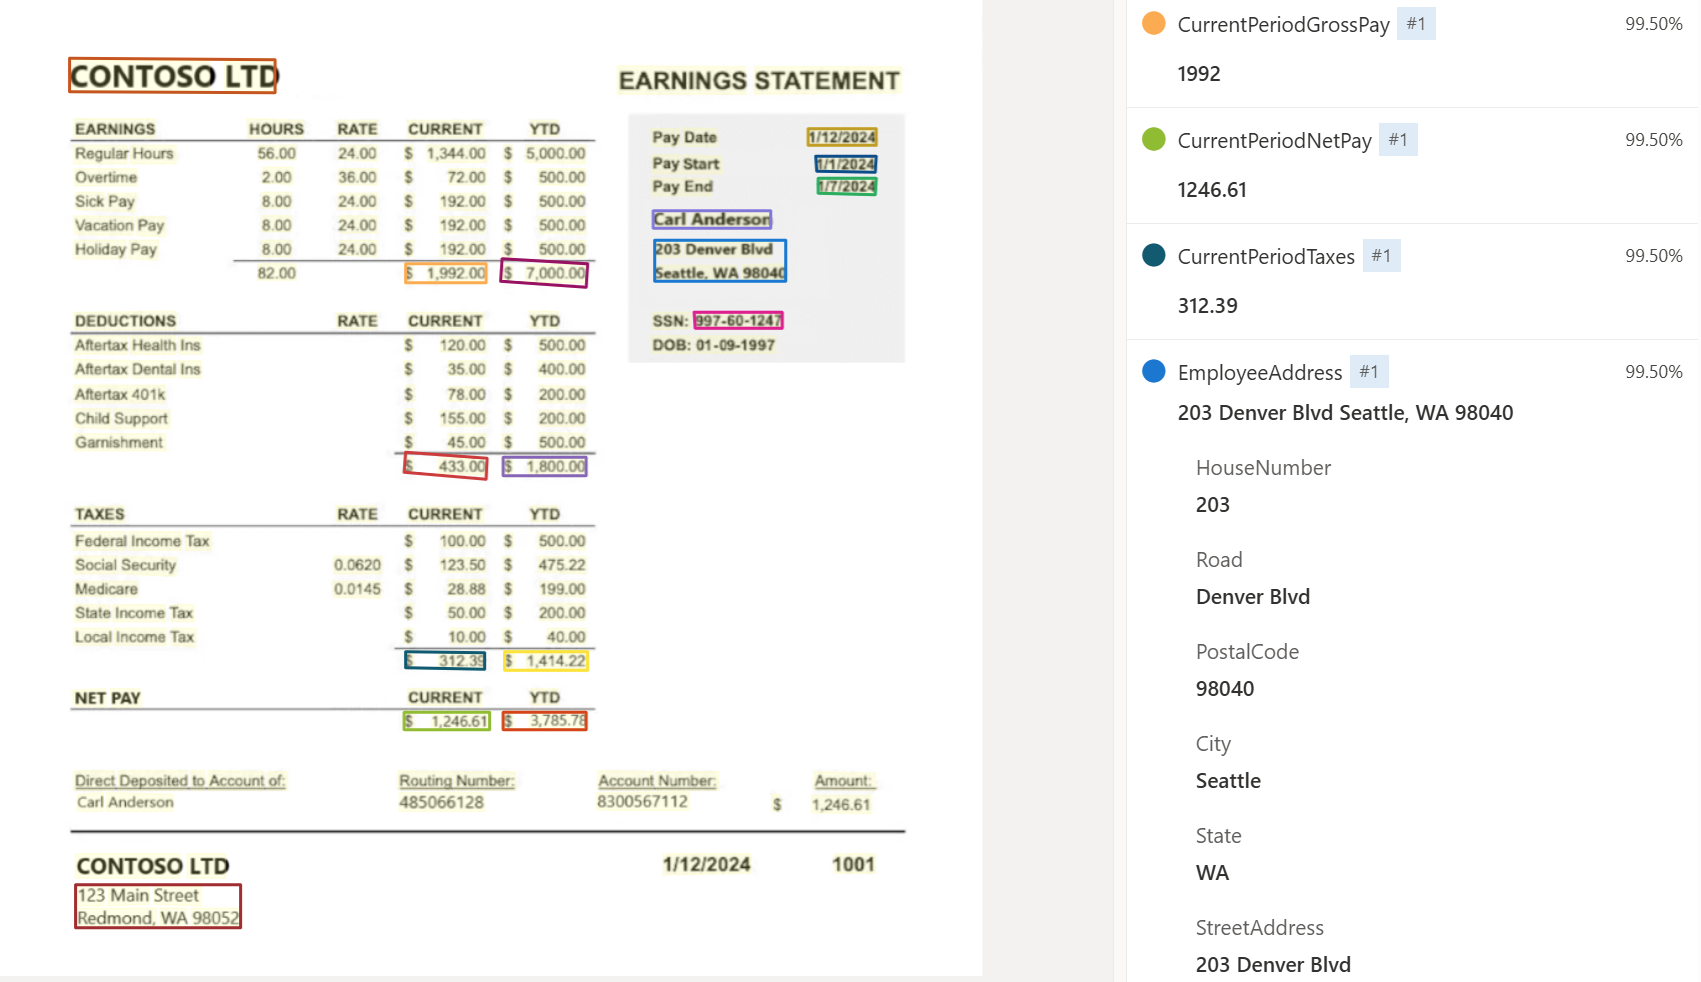 CONTOSO LTD
EARNINGS STATEMENT
EARNINGS HOURS RATE CURRENT YTD
Regular Hours 56.00 24.00 $ 1,344.00 $ 5,000.00
Overtime 2.00 36.00 $ 72.00 $ 500.00
Sick Pay 8.00 24.00 $ 192.00 $ 500.00
Vacation Pay 8.00 24.00 $ 192.00 $ 500.00
Holiday Pay 8.00 24.00 $ 192.00 $ 500.00
82.00 $ 1,992.00 $ 7,000.00
Pay Date 1/12/2024
Pay Start 1/1/2024
Pay End 1/7/2024
Carl Anderson
203 Denver Blvd
Seattle, WA 98040
SSN: 997-60-1247
DOB: 01-09-1997
DEDUCTIONS RATE CURRENT YTD
Aftertax Health Ins $ 120.00 $ 500.00
Aftertax Dental Ins $ 35.00 $ 400.00
Aftertax 401k $ 78.00 $ 200.00
Child Support $ 155.00 $ 200.00
Garnishment $ 45.00 $ 500.00
$ 433.00 $ 1,800.00
TAXES RATE CURRENT YTD
Federal Income Tax $ 100.00 $ 500.00
Social Security 0.0620 $ 123.50 $ 475.22
Medicare 0.0145 $ 28.88 $ 199.00
State Income Tax $ 50.00 $ 200.00
Local Income Tax $ 10.00 $ 40.00
$ 312.39 $ 1,414.22
NET PAY CURRENT YTD
$ 1,246.61 $ 3,785.78
Direct Deposited to Account of: Routing Number: Account Number: Amount:
Carl Anderson 485066128 8300567112 $ 1,246.61
CONTOSO LTD 1/12/2024 1001
123 Main Street
Redmond, WA 98052
CurrentPeriodGrossPay #1 99.50%
1992
CurrentPeriodNetPay #1 99.50%
1246.61
CurrentPeriodTaxes #1 99.50%
312.39
EmployeeAddress #1 99.50%
203 Denver Blvd Seattle, WA 98040
HouseNumber
203
Road
Denver Blvd
PostalCode
98040
City
Seattle
State
WA
StreetAddress
203 Denver Blvd